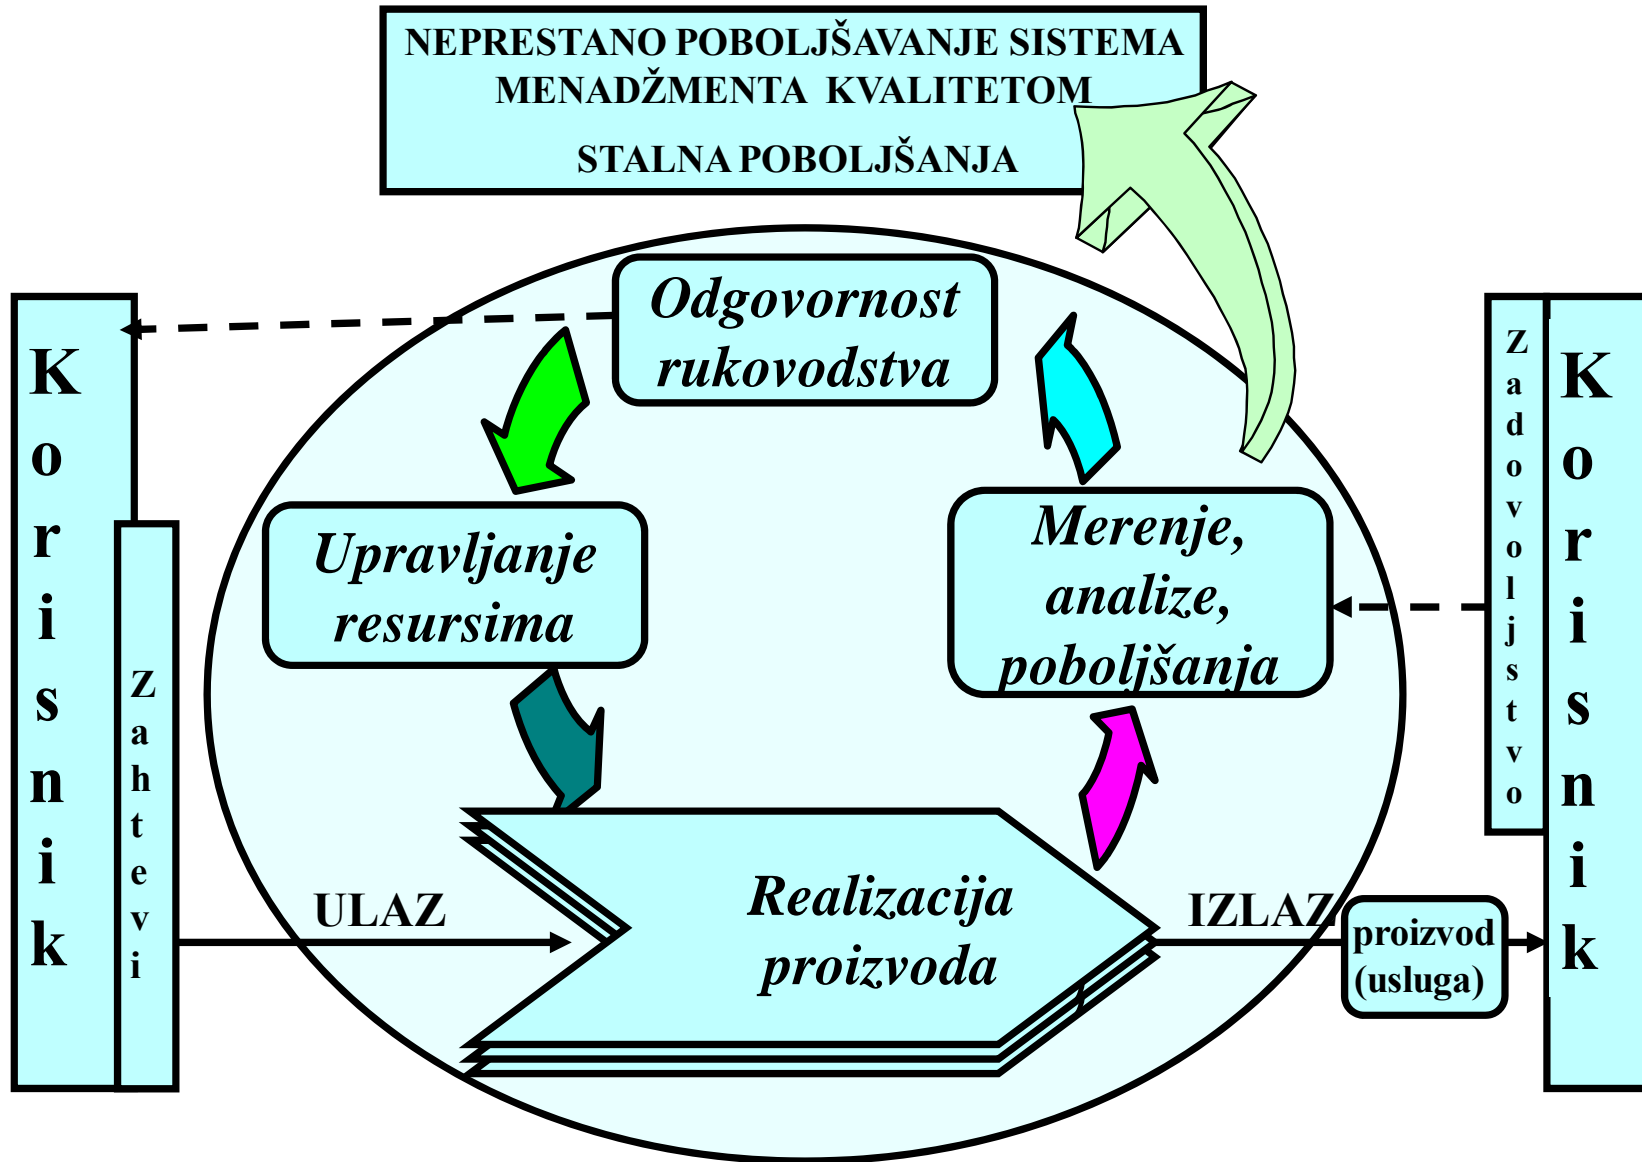 NEPRESTANO POBOLJŠAVANJE SISTEMA
MENADŽMENTA KVALITETOM
STALNA POBOLJŠANJA
Odgovornost
rukovodstva
Korisnik
Zahtevi
Upravljanje
resursima
Merenje,
analize,
poboljšanja
Zadovoljstvo
Korisnik
ULAZ
Realizacija
proizvoda
IZLAZ
proizvod
(usluga)